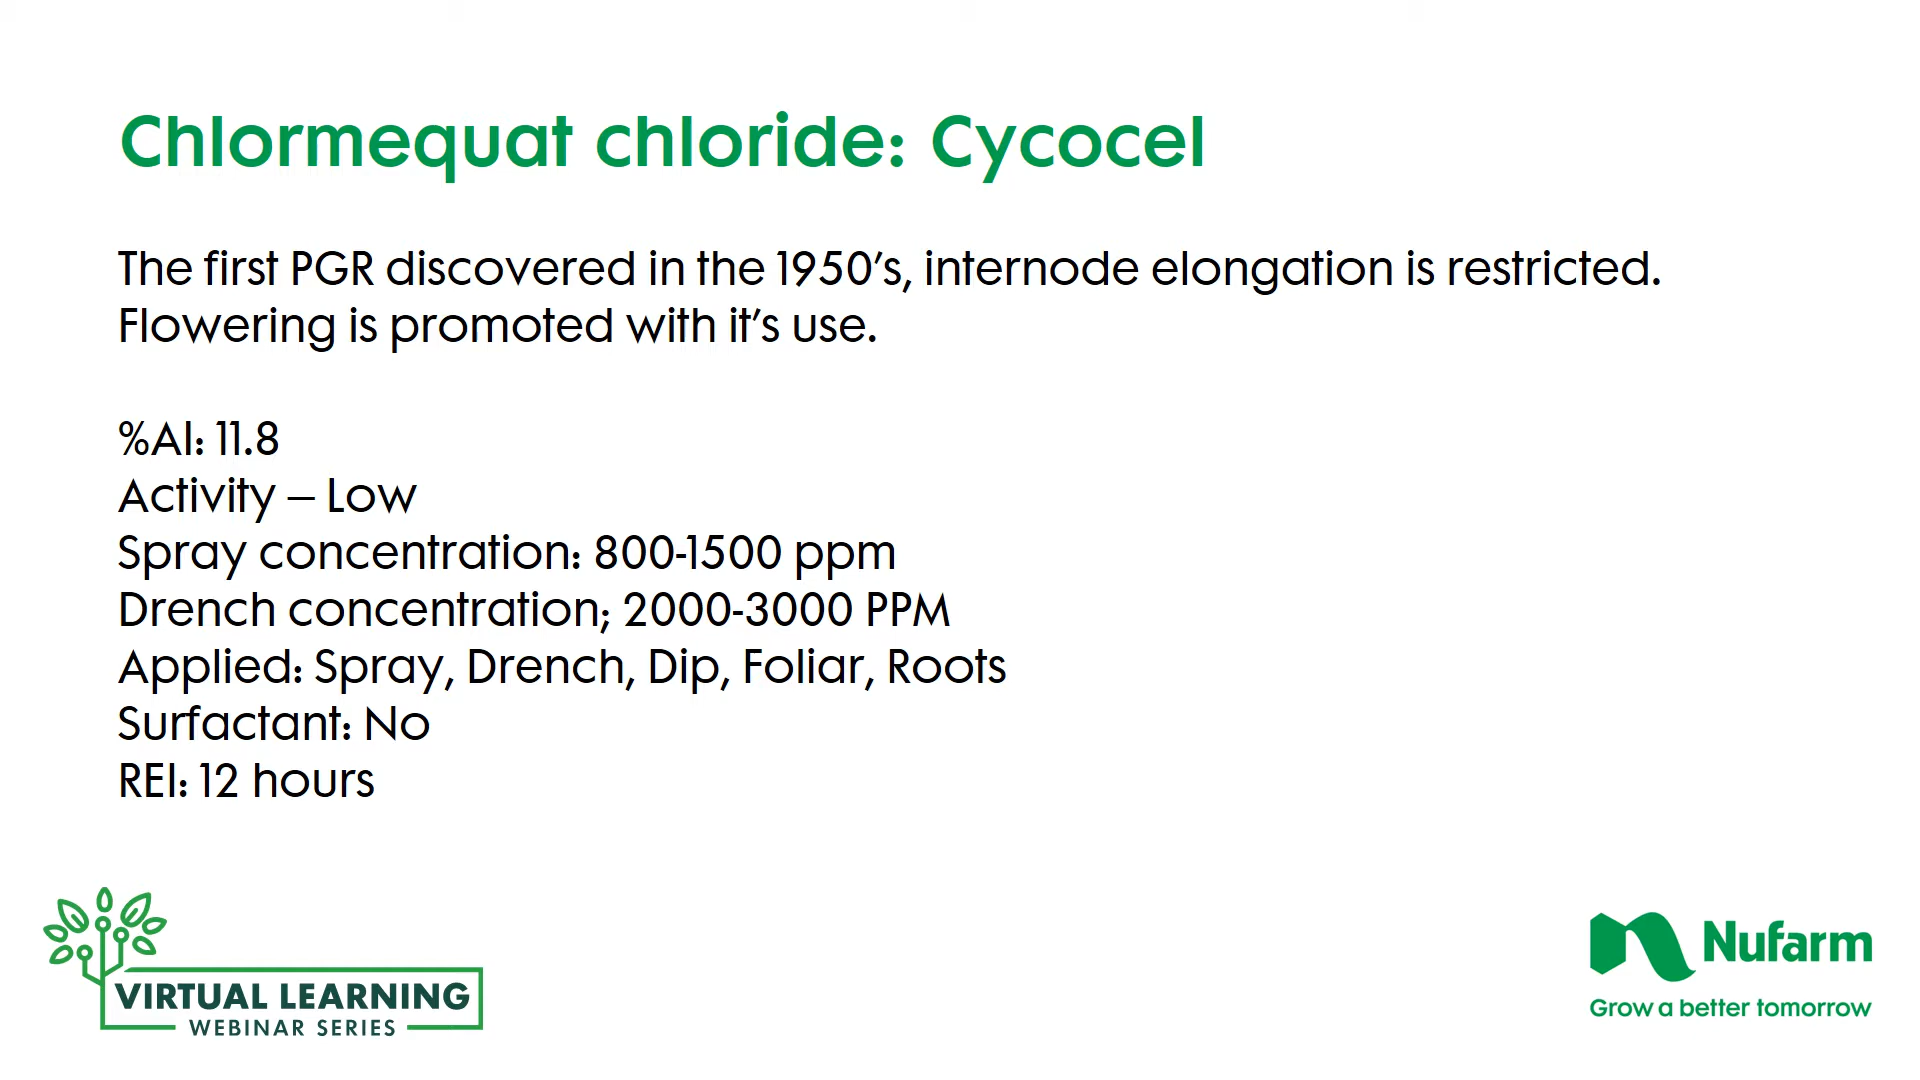 Chlormequat chloride: Cycocel
The first PGR discovered in the 1950's, internode elongation is restricted.
Flowering is promoted with it's use.
%AI: 11.8
Activity – Low
Spray concentration: 800-1500 ppm
Drench concentration; 2000-3000 PPM
Applied: Spray, Drench, Dip, Foliar, Roots
Surfactant: No
REI: 12 hours
VIRTUAL LEARNING
WEBINAR SERIES
Nufarm
Grow a better tomorrow